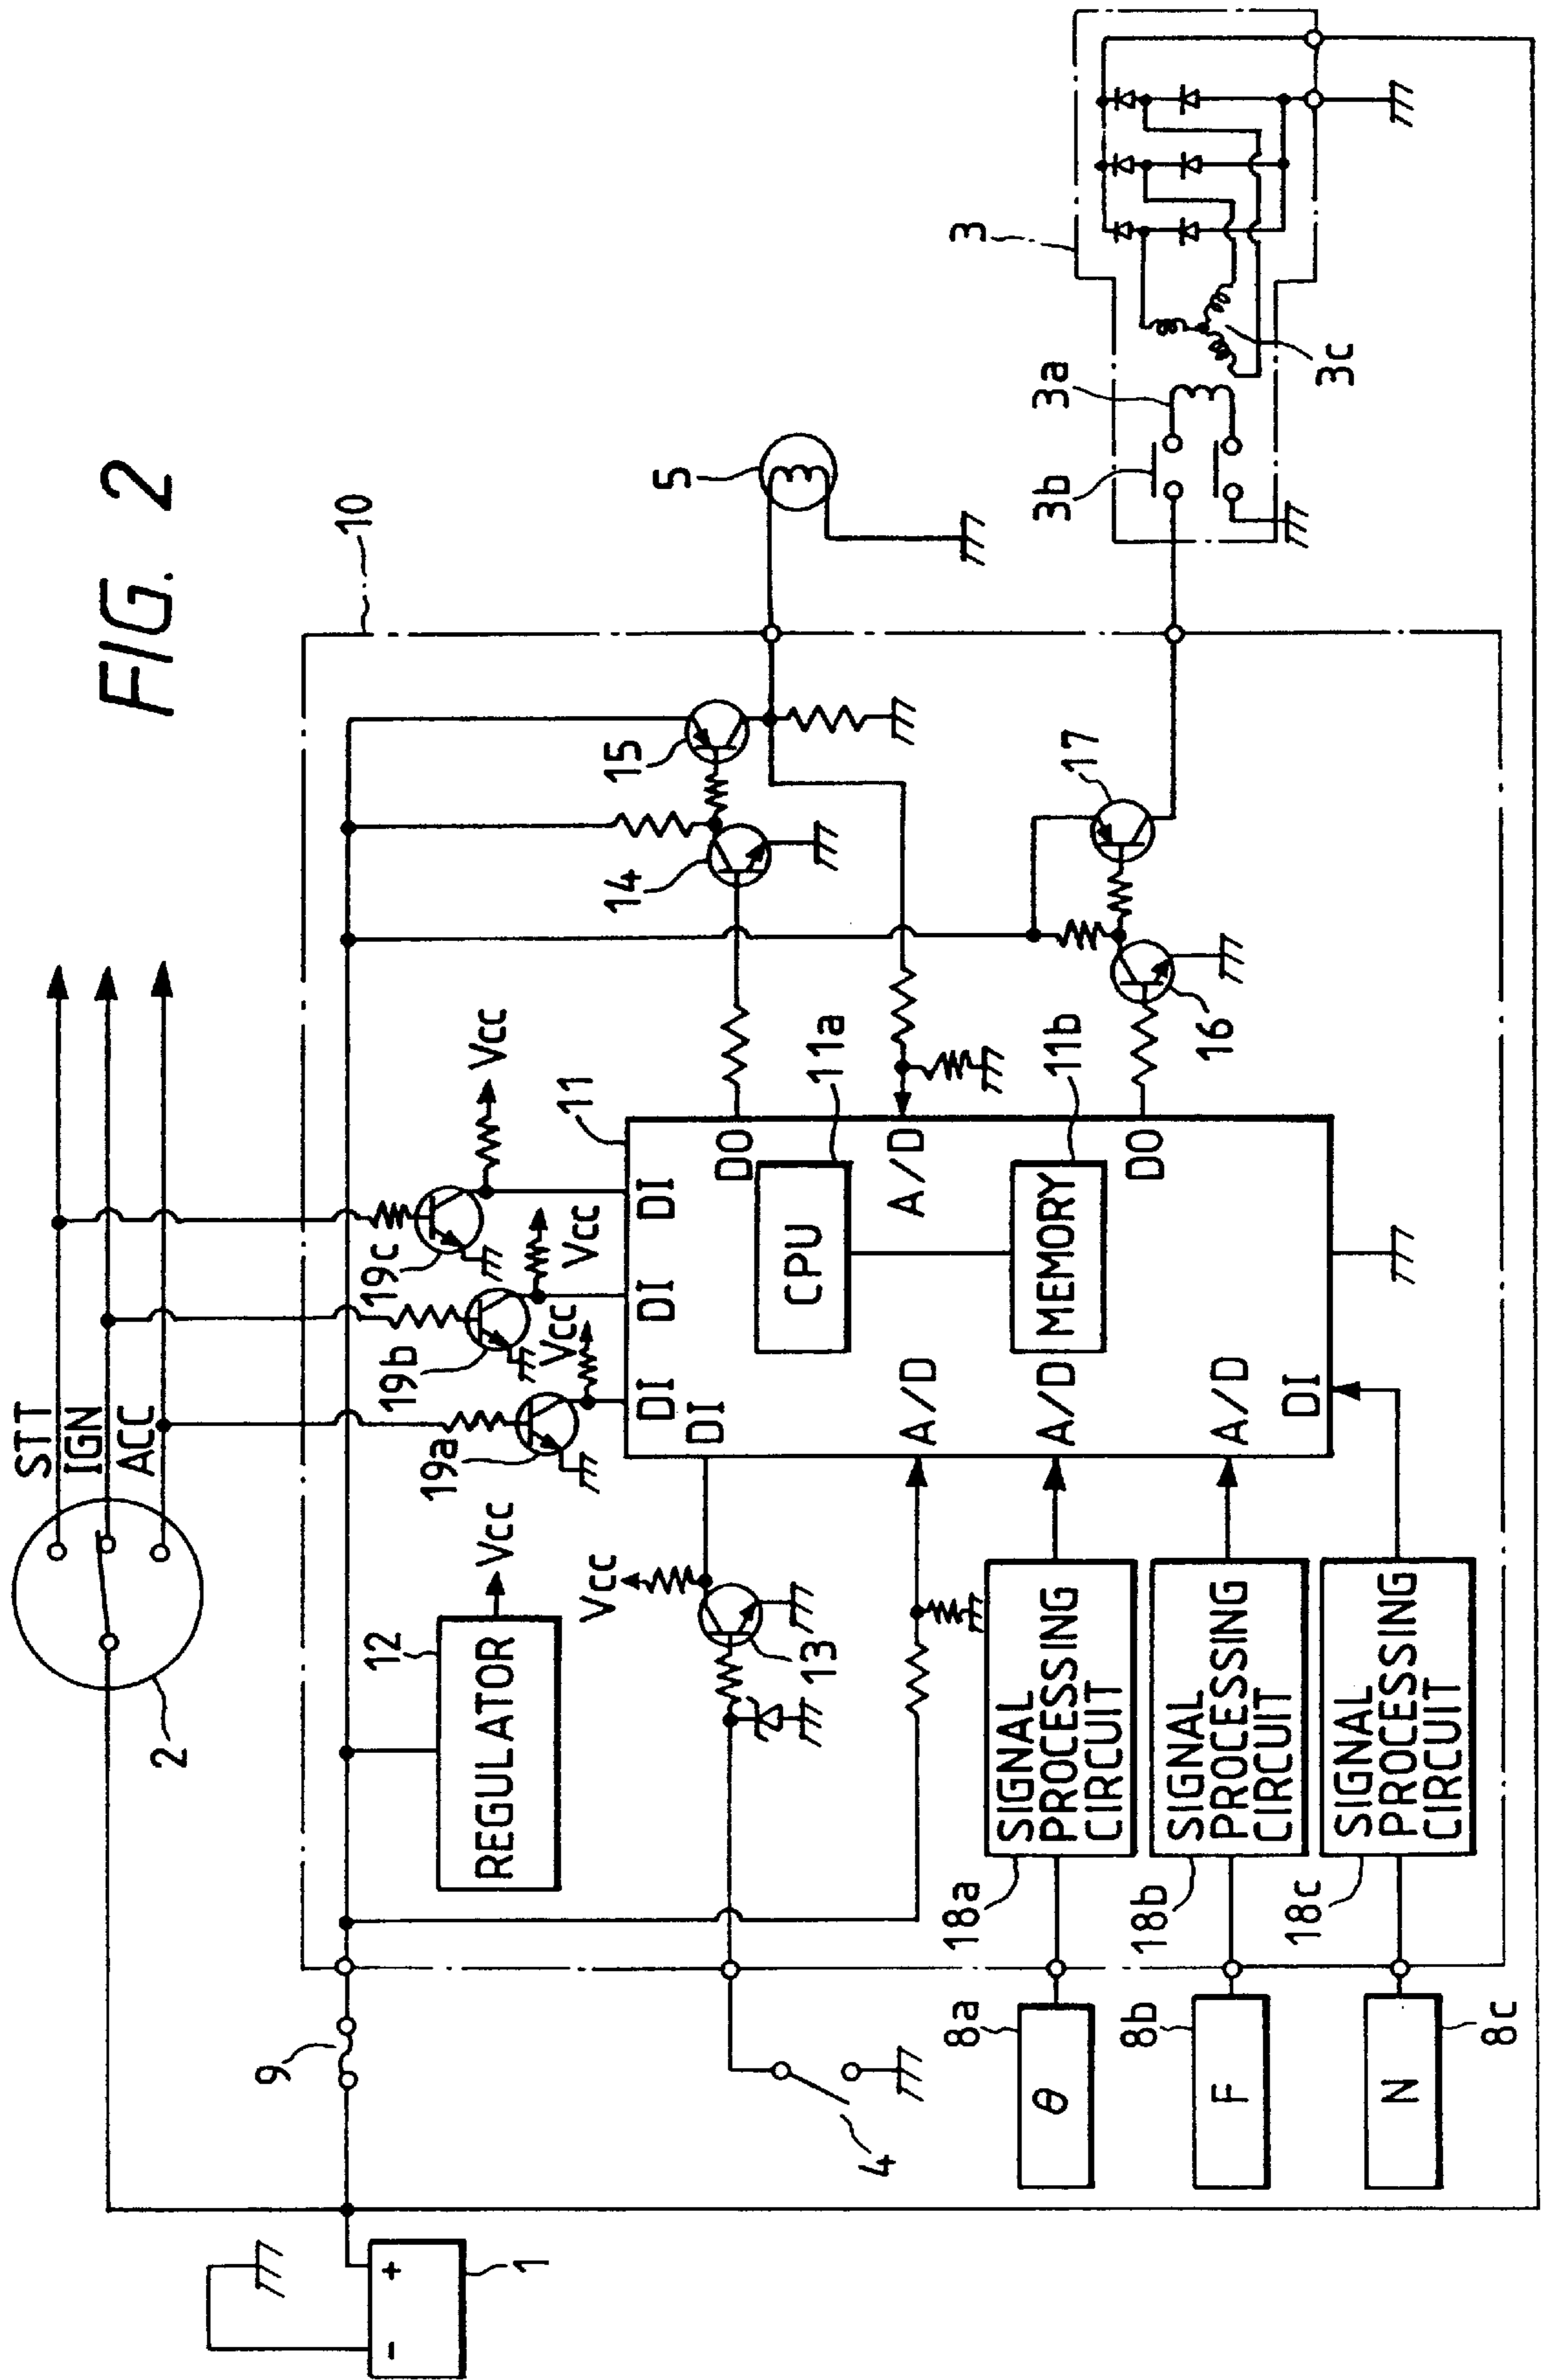 FIG. 2
STT
IGN
ACC
2
10
9
1
+
-
12
REGULATOR
Vcc
19a
19b
19c
Vcc
Vcc
Vcc
11
DI
DI
DI
DI
DO
A/D
DO
CPU
11a
MEMORY
11b
A/D
A/D
A/D
DI
Vcc
13
14
15
16
17
5
4
3
3a
3b
3c
SIGNAL
PROCESSING
CIRCUIT
18a
SIGNAL
PROCESSING
CIRCUIT
18b
SIGNAL
PROCESSING
CIRCUIT
18c
8a
θ
8b
F
8c
N